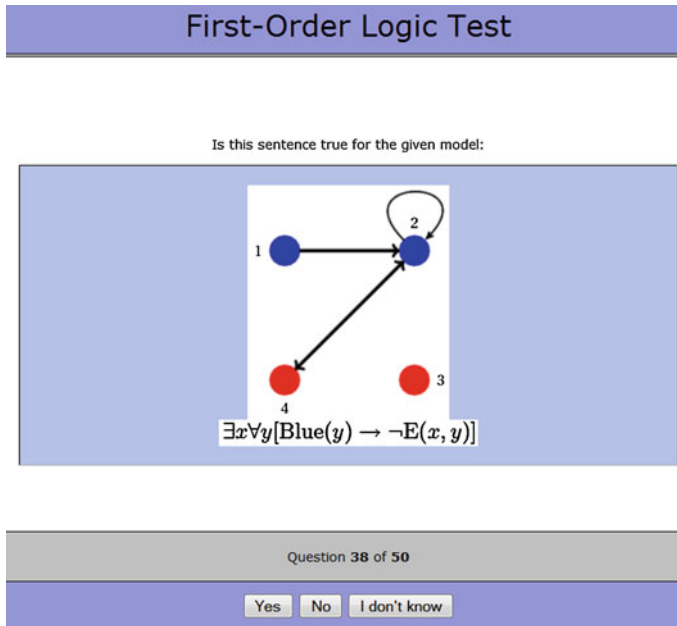 First-Order Logic Test
Is this sentence true for the given model:
2
1
3
4
∃x∀y[Blue(y) → ¬E(x, y)]
Question 38 of 50
Yes No I don't know